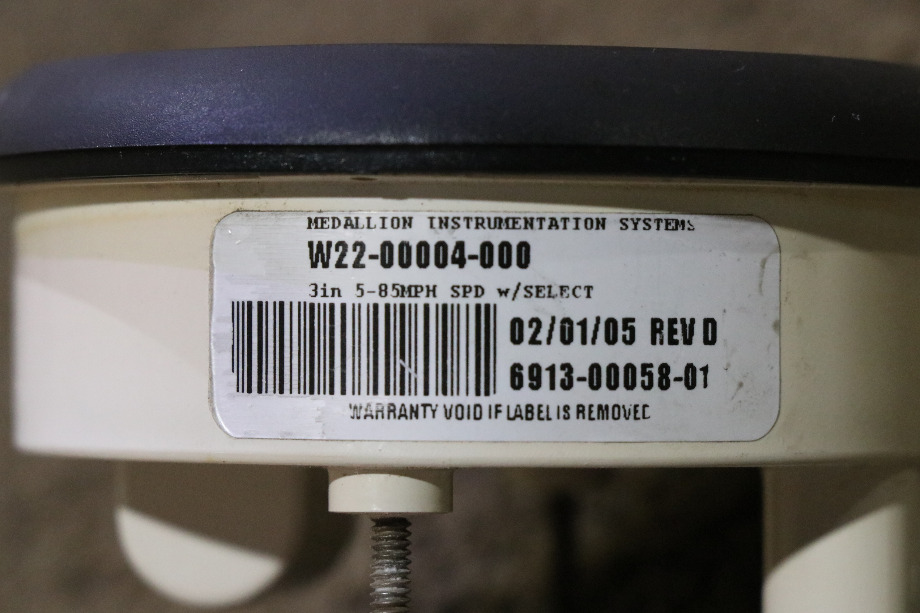 MEDALLION INSTRUMENTATION SYSTEMS
W22-00004-000
3in 5-85MPH SPD w/SELECT
02/01/05 REV D
6913-00058-01
WARRANTY VOID IF LABEL IS REMOVED